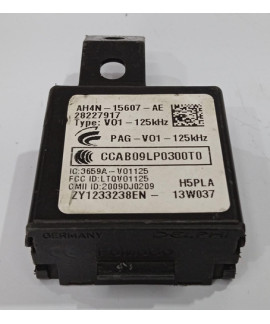 AH4N-15607-AE
28227917
Type: V01-125kHz
PAG-V01-125kHz
CCAB09LP0300T0
IC:3659A-V01125
FCC ID:LTQV01125
CMII ID:2009DJ0209
H5PLA
ZY1233238EN - 13W037
GERMANY DELPHI